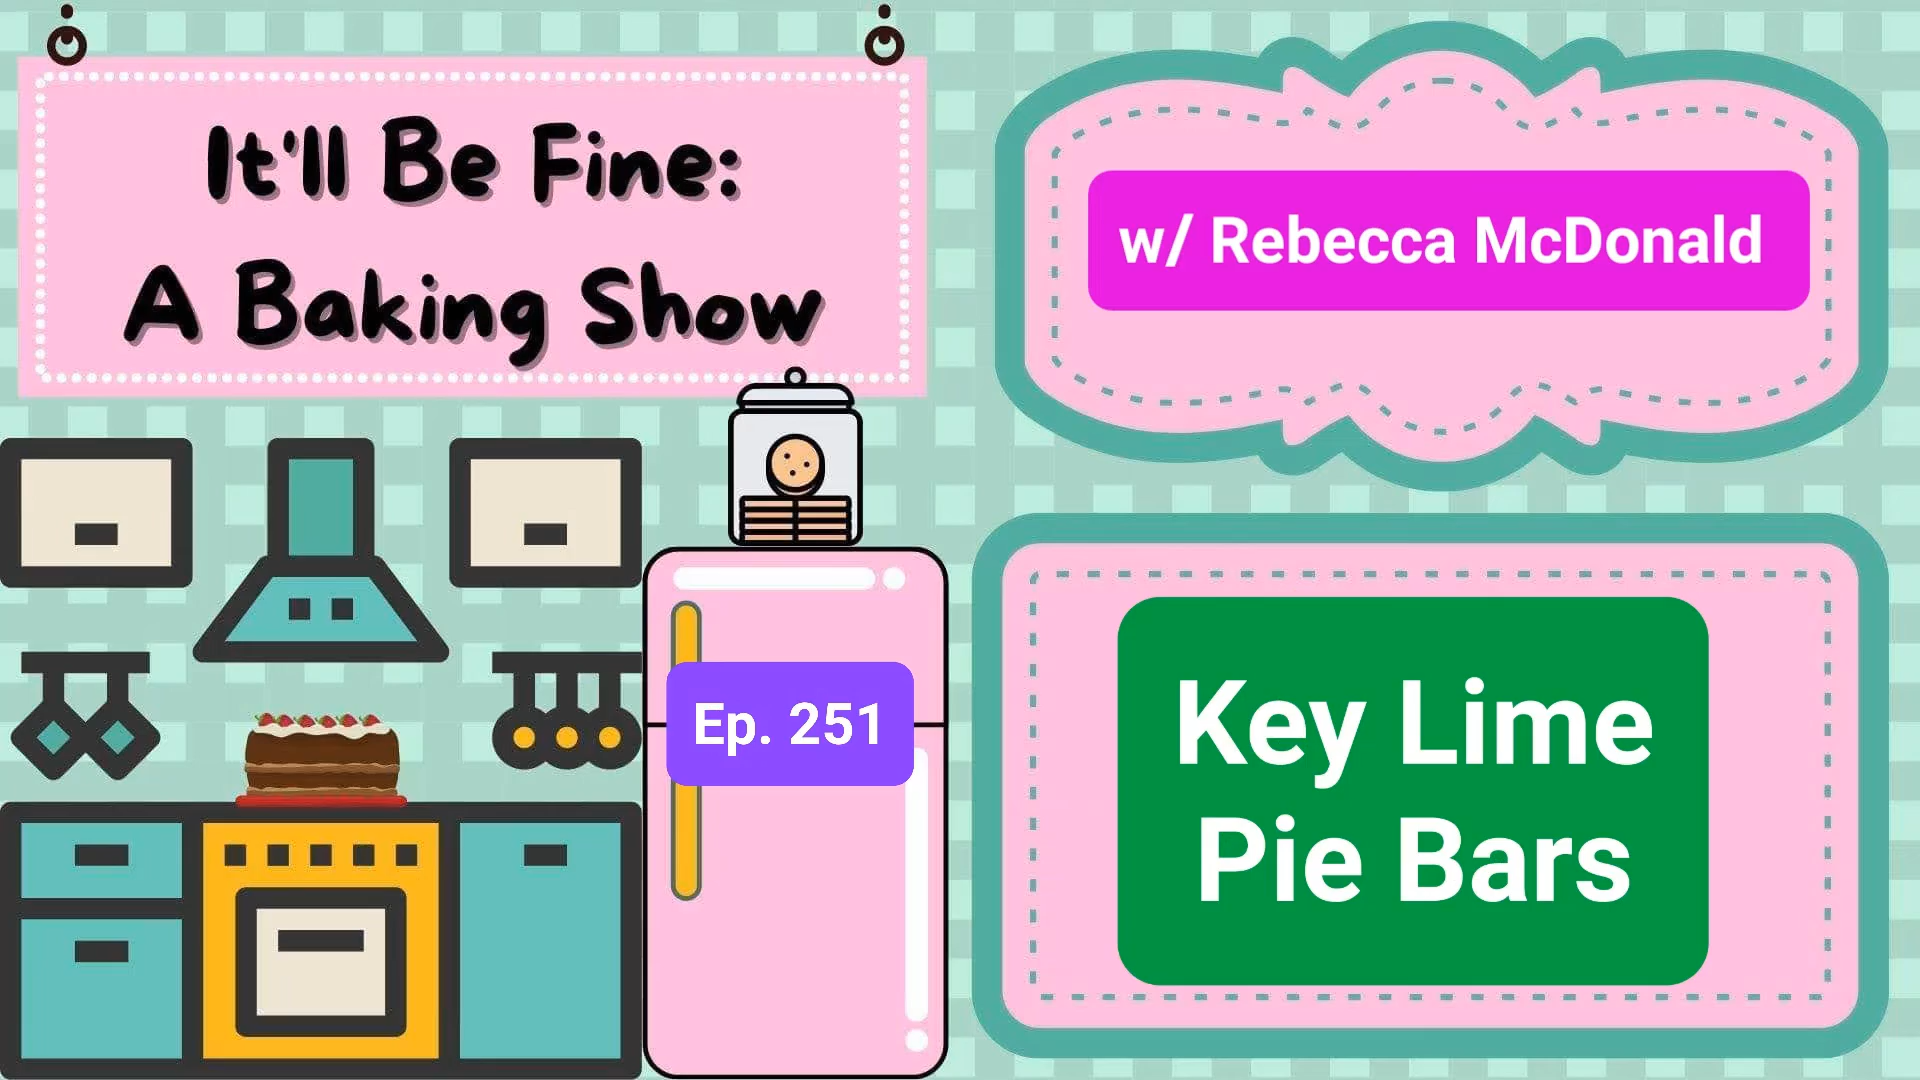 It'll Be Fine:
A Baking Show
w/ Rebecca McDonald
Ep. 251
Key Lime
Pie Bars